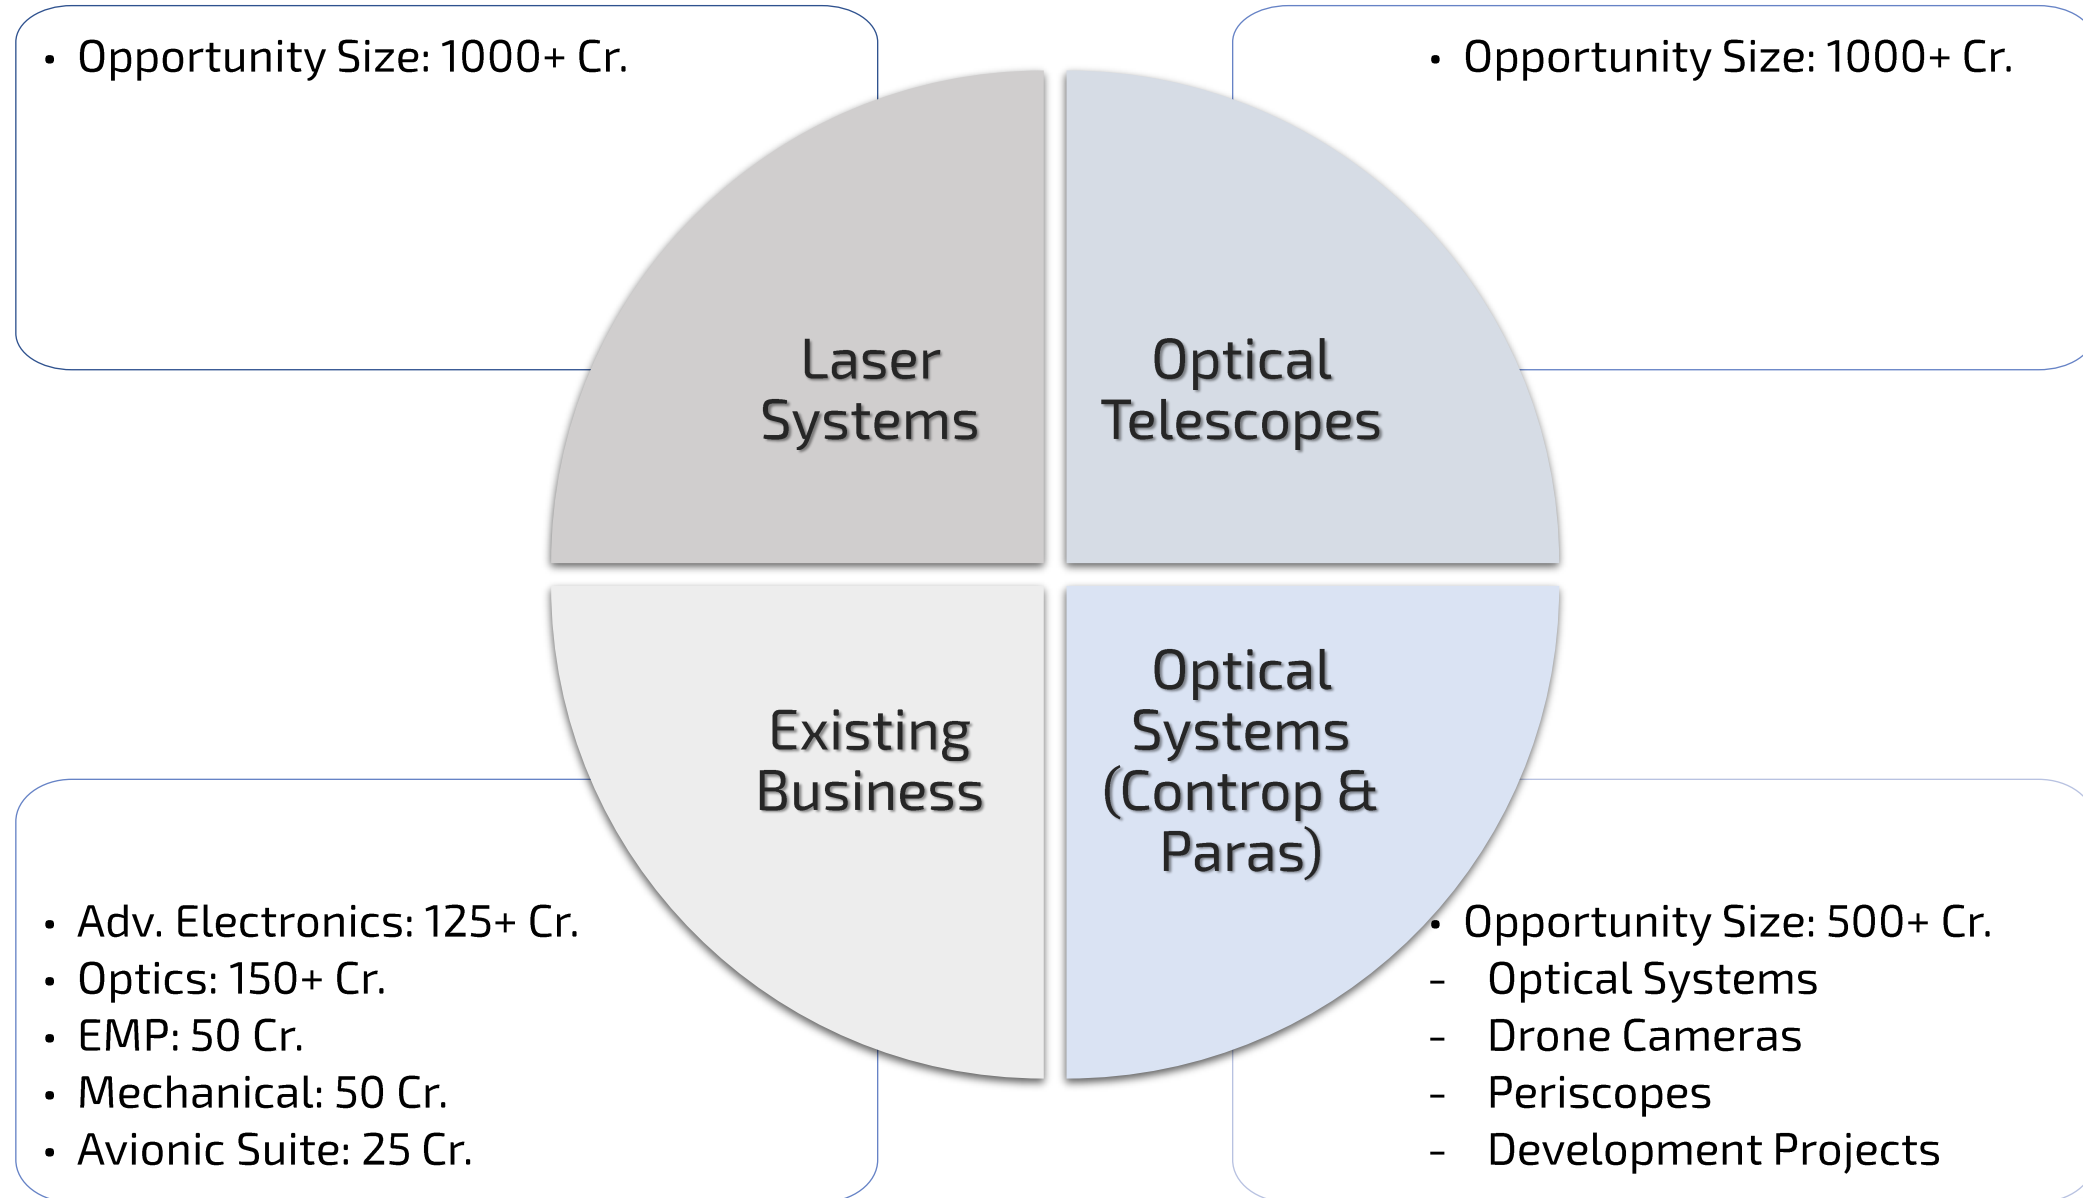 • Opportunity Size: 1000+ Cr.
• Opportunity Size: 1000+ Cr.
Laser
Systems
Optical
Telescopes
Existing
Business
Optical
Systems
(Controp &
Paras)
• Adv. Electronics: 125+ Cr.
• Optics: 150+ Cr.
• EMP: 50 Cr.
• Mechanical: 50 Cr.
• Avionic Suite: 25 Cr.
• Opportunity Size: 500+ Cr.
- Optical Systems
- Drone Cameras
- Periscopes
- Development Projects